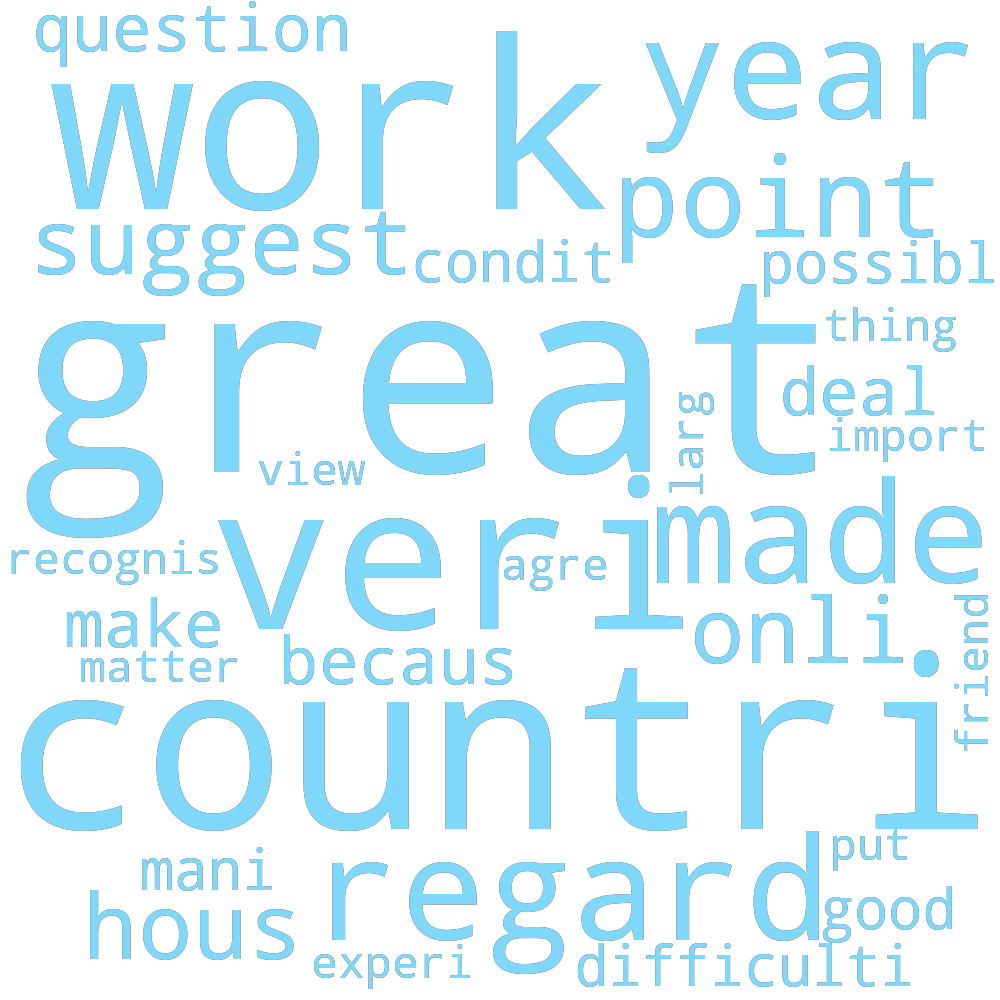 question
work
year
point
suggest
condit
possibl
great
thing
deal
import
larg
view
veri
made
recognis
agre
make
onli
matter
becaus
friend
countri
mani
regard
put
hous
good
experi
difficulti